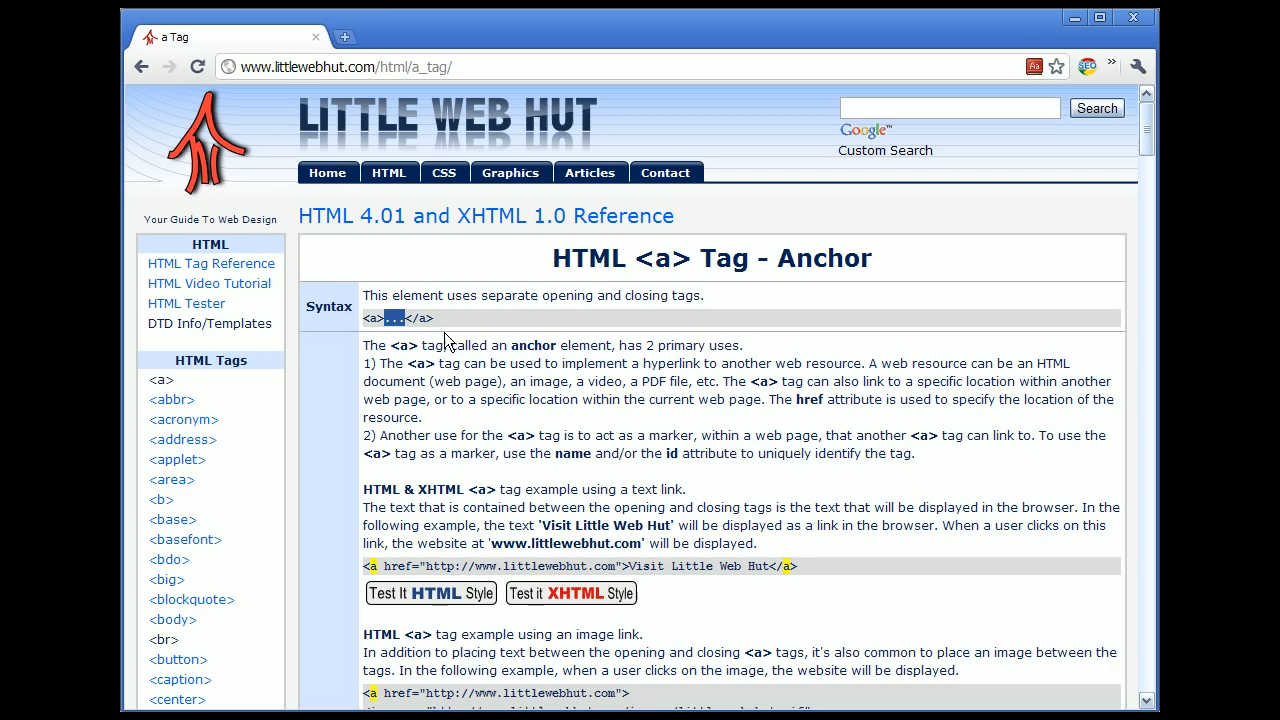 a Tag
www.littlewebhut.com/html/a_tag/
Aa
SEO
»
LITTLE WEB HUT
Search
Google™
Custom Search
Home HTML CSS Graphics Articles Contact
Your Guide To Web Design
HTML 4.01 and XHTML 1.0 Reference
HTML
HTML Tag Reference
HTML Video Tutorial
HTML Tester
DTD Info/Templates
HTML Tags
<a>
<abbr>
<acronym>
<address>
<applet>
<area>
<b>
<base>
<basefont>
<bdo>
<big>
<blockquote>
<body>
<br>
<button>
<caption>
<center>
HTML <a> Tag - Anchor
Syntax
This element uses separate opening and closing tags.
<a>...</a>
The <a> tag, called an anchor element, has 2 primary uses.
1) The <a> tag can be used to implement a hyperlink to another web resource. A web resource can be an HTML
document (web page), an image, a video, a PDF file, etc. The <a> tag can also link to a specific location within another
web page, or to a specific location within the current web page. The href attribute is used to specify the location of the
resource.
2) Another use for the <a> tag is to act as a marker, within a web page, that another <a> tag can link to. To use the
<a> tag as a marker, use the name and/or the id attribute to uniquely identify the tag.
HTML & XHTML <a> tag example using a text link.
The text that is contained between the opening and closing tags is the text that will be displayed in the browser. In the
following example, the text 'Visit Little Web Hut' will be displayed as a link in the browser. When a user clicks on this
link, the website at 'www.littlewebhut.com' will be displayed.
<a href="http://www.littlewebhut.com">Visit Little Web Hut</a>
Test It HTML Style Test it XHTML Style
HTML <a> tag example using an image link.
In addition to placing text between the opening and closing <a> tags, it's also common to place an image between the
tags. In the following example, when a user clicks on the image, the website will be displayed.
<a href="http://www.littlewebhut.com">